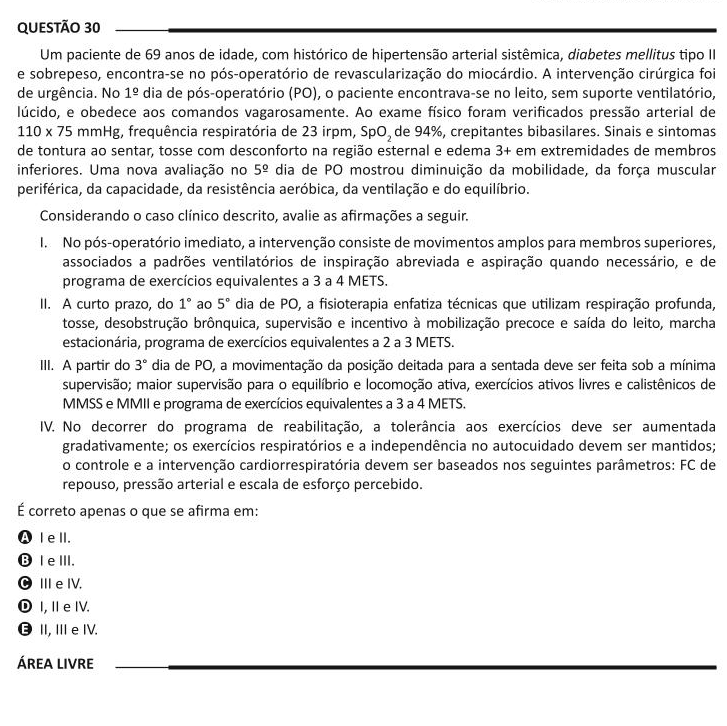 QUESTÃO 30
Um paciente de 69 anos de idade, com histórico de hipertensão arterial sistêmica, diabetes mellitus tipo II
e sobrepeso, encontra-se no pós-operatório de revascularização do miocárdio. A intervenção cirúrgica foi
de urgência. No 1º dia de pós-operatório (PO), o paciente encontrava-se no leito, sem suporte ventilatório,
lúcido, e obedece aos comandos vagarosamente. Ao exame físico foram verificados pressão arterial de
110 x 75 mmHg, frequência respiratória de 23 irpm, SpO2 de 94%, crepitantes bibasilares. Sinais e sintomas
de tontura ao sentar, tosse com desconforto na região esternal e edema 3+ em extremidades de membros
inferiores. Uma nova avaliação no 5º dia de PO mostrou diminuição da mobilidade, da força muscular
periférica, da capacidade, da resistência aeróbica, da ventilação e do equilíbrio.
Considerando o caso clínico descrito, avalie as afirmações a seguir.
I. No pós-operatório imediato, a intervenção consiste de movimentos amplos para membros superiores,
associados a padrões ventilatórios de inspiração abreviada e aspiração quando necessário, e de
programa de exercícios equivalentes a 3 a 4 METS.
II. A curto prazo, do 1° ao 5° dia de PO, a fisioterapia enfatiza técnicas que utilizam respiração profunda,
tosse, desobstrução brônquica, supervisão e incentivo à mobilização precoce e saída do leito, marcha
estacionária, programa de exercícios equivalentes a 2 a 3 METS.
III. A partir do 3° dia de PO, a movimentação da posição deitada para a sentada deve ser feita sob a mínima
supervisão; maior supervisão para o equilíbrio e locomoção ativa, exercícios ativos livres e calistênicos de
MMSS e MMII e programa de exercícios equivalentes a 3 a 4 METS.
IV. No decorrer do programa de reabilitação, a tolerância aos exercícios deve ser aumentada
gradativamente; os exercícios respiratórios e a independência no autocuidado devem ser mantidos;
o controle e a intervenção cardiorrespiratória devem ser baseados nos seguintes parâmetros: FC de
repouso, pressão arterial e escala de esforço percebido.
É correto apenas o que se afirma em:
A I e II.
B I e III.
C III e IV.
D I, II e IV.
E II, III e IV.
ÁREA LIVRE